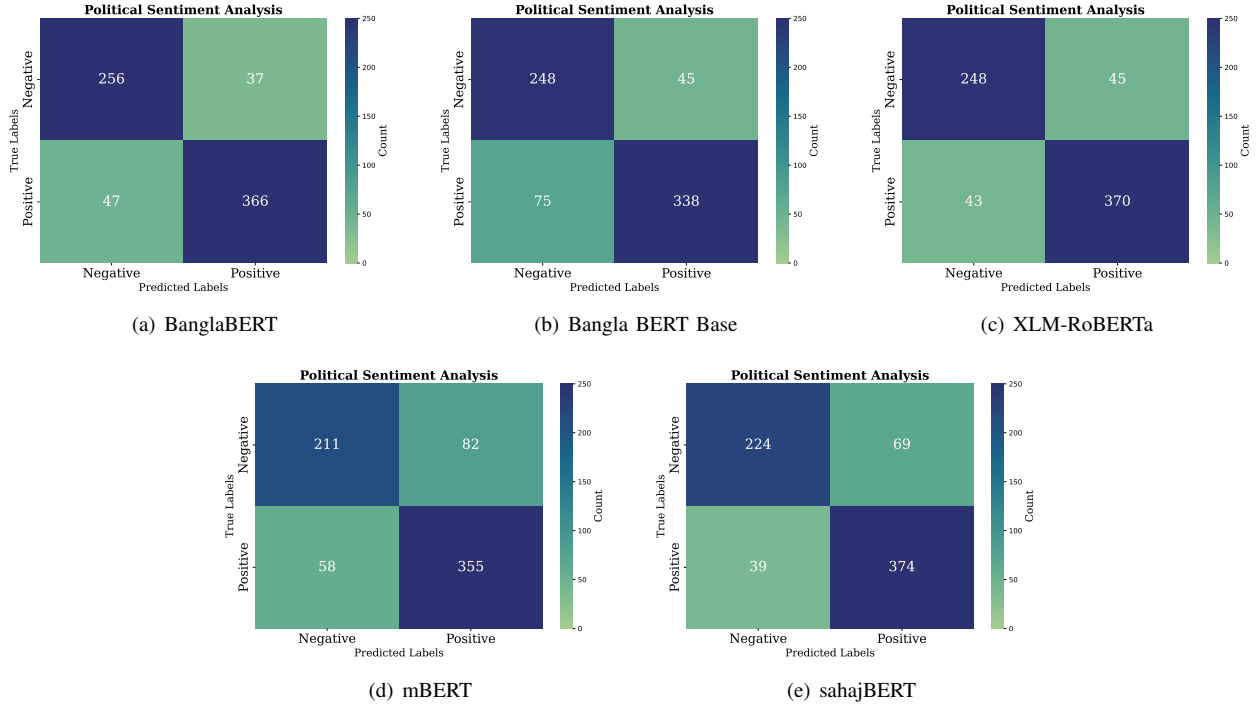 Political Sentiment Analysis
True Labels
Negative
Positive
256
37
47
366
Negative
Positive
Predicted Labels
250
200
150
100
50
0
Count
(a) BanglaBERT
Political Sentiment Analysis
True Labels
Negative
Positive
248
45
75
338
Negative
Positive
Predicted Labels
250
200
150
100
50
0
Count
(b) Bangla BERT Base
Political Sentiment Analysis
True Labels
Negative
Positive
248
45
43
370
Negative
Positive
Predicted Labels
250
200
150
100
50
0
Count
(c) XLM-RoBERTa
Political Sentiment Analysis
True Labels
Negative
Positive
211
82
58
355
Negative
Positive
Predicted Labels
250
200
150
100
50
0
Count
(d) mBERT
Political Sentiment Analysis
True Labels
Negative
Positive
224
69
39
374
Negative
Positive
Predicted Labels
250
200
150
100
50
0
Count
(e) sahajBERT